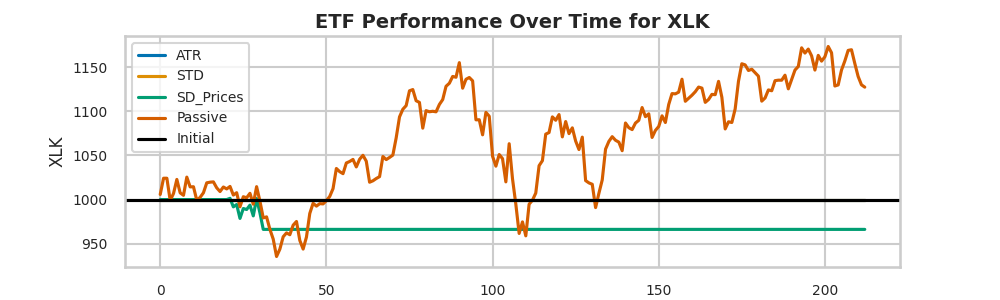 ETF Performance Over Time for XLK
ATR
STD
SD_Prices
Passive
Initial
XLK
1150
1100
1050
1000
950
0
50
100
150
200